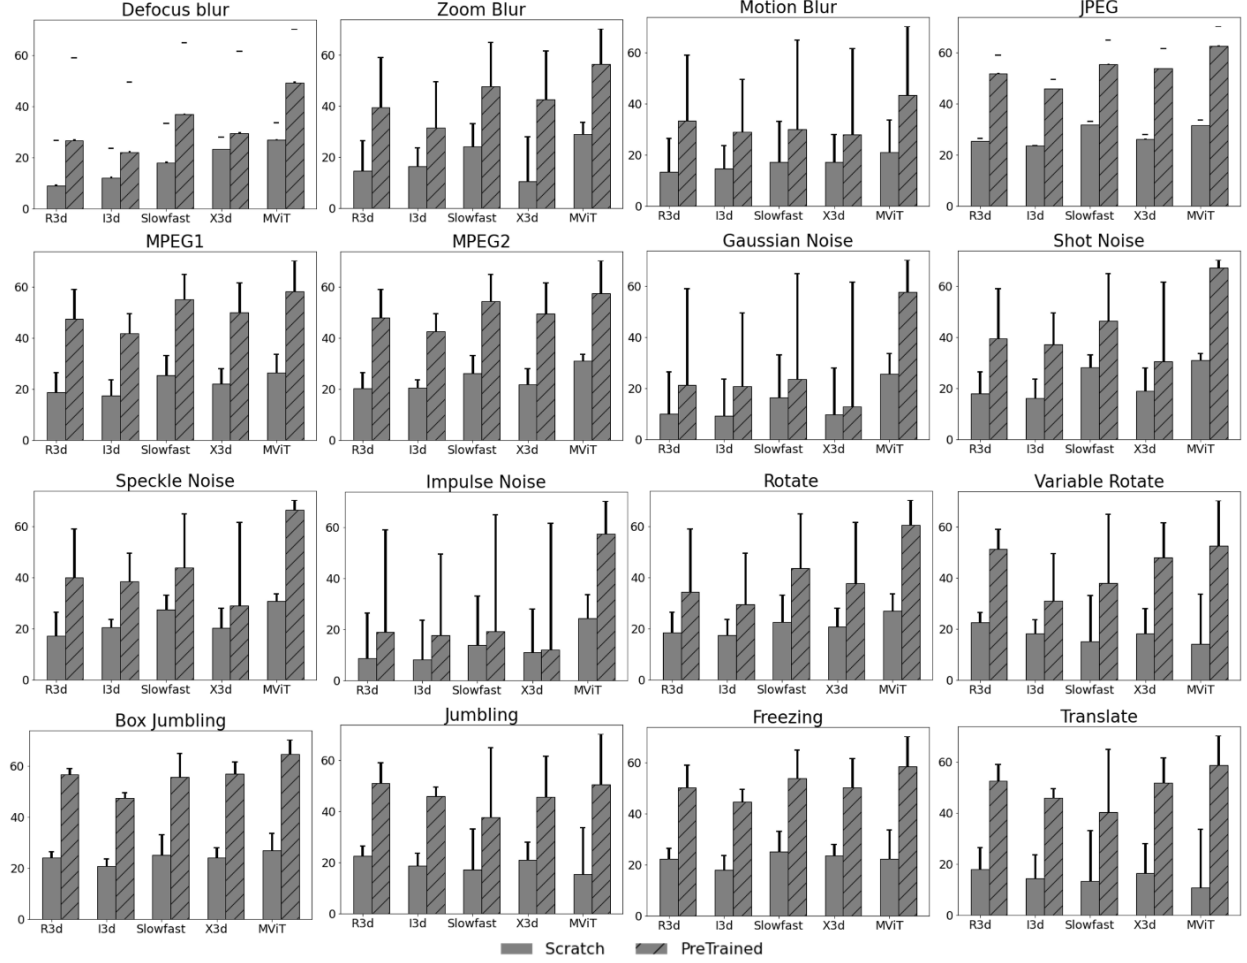 Defocus blur
Zoom Blur
Motion Blur
JPEG
60
40
20
0
R3d I3d Slowfast X3d MViT
60
40
20
0
R3d I3d Slowfast X3d MViT
60
40
20
0
R3d I3d Slowfast X3d MViT
60
40
20
0
R3d I3d Slowfast X3d MViT
MPEG1
MPEG2
Gaussian Noise
Shot Noise
60
40
20
0
R3d I3d Slowfast X3d MViT
60
40
20
0
R3d I3d Slowfast X3d MViT
60
40
20
0
R3d I3d Slowfast X3d MViT
60
40
20
0
R3d I3d Slowfast X3d MViT
Speckle Noise
Impulse Noise
Rotate
Variable Rotate
60
40
20
0
R3d I3d Slowfast X3d MViT
60
40
20
0
R3d I3d Slowfast X3d MViT
60
40
20
0
R3d I3d Slowfast X3d MViT
60
40
20
0
R3d I3d Slowfast X3d MViT
Box Jumbling
Jumbling
Freezing
Translate
60
40
20
0
R3d I3d Slowfast X3d MViT
60
40
20
0
R3d I3d Slowfast X3d MViT
60
40
20
0
R3d I3d Slowfast X3d MViT
60
40
20
0
R3d I3d Slowfast X3d MViT
Scratch PreTrained